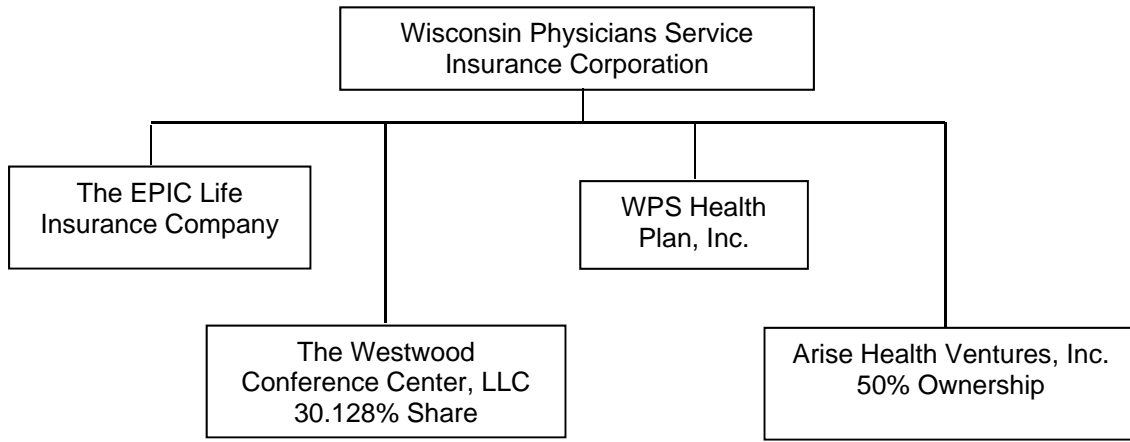 Wisconsin Physicians Service
Insurance Corporation
The EPIC Life
Insurance Company
WPS Health
Plan, Inc.
The Westwood
Conference Center, LLC
30.128% Share
Arise Health Ventures, Inc.
50% Ownership